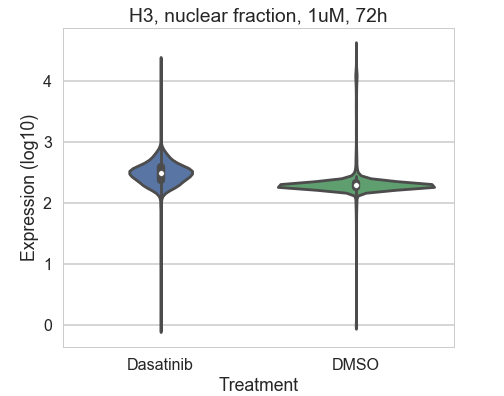 H3, nuclear fraction, 1uM, 72h
Expression (log10)
4
3
2
1
0
Dasatinib
DMSO
Treatment